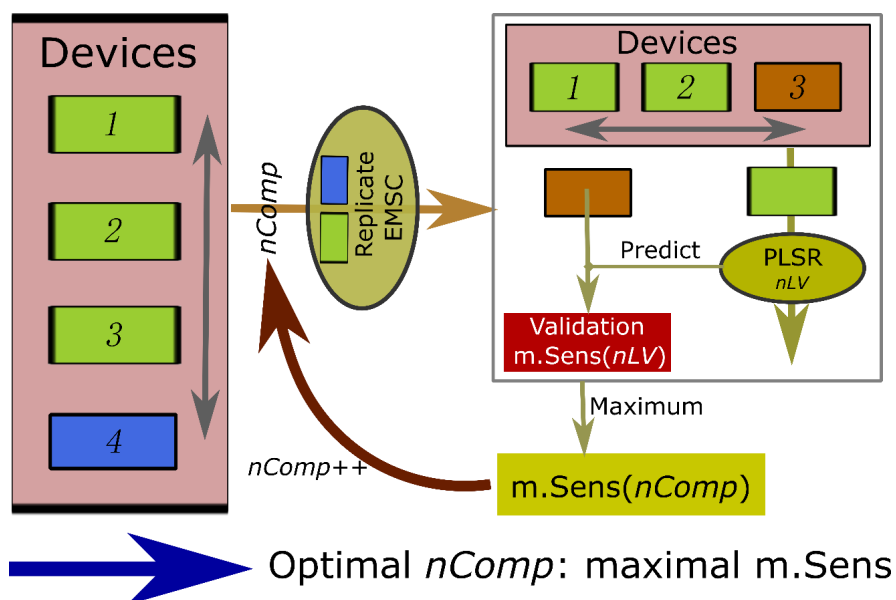 Devices
1
2
3
4
nComp
Replicate
EMSC
Devices
1
2
3
Predict
PLSR
nLV
Validation
m.Sens(nLV)
Maximum
m.Sens(nComp)
nComp++
Optimal nComp: maximal m.Sens